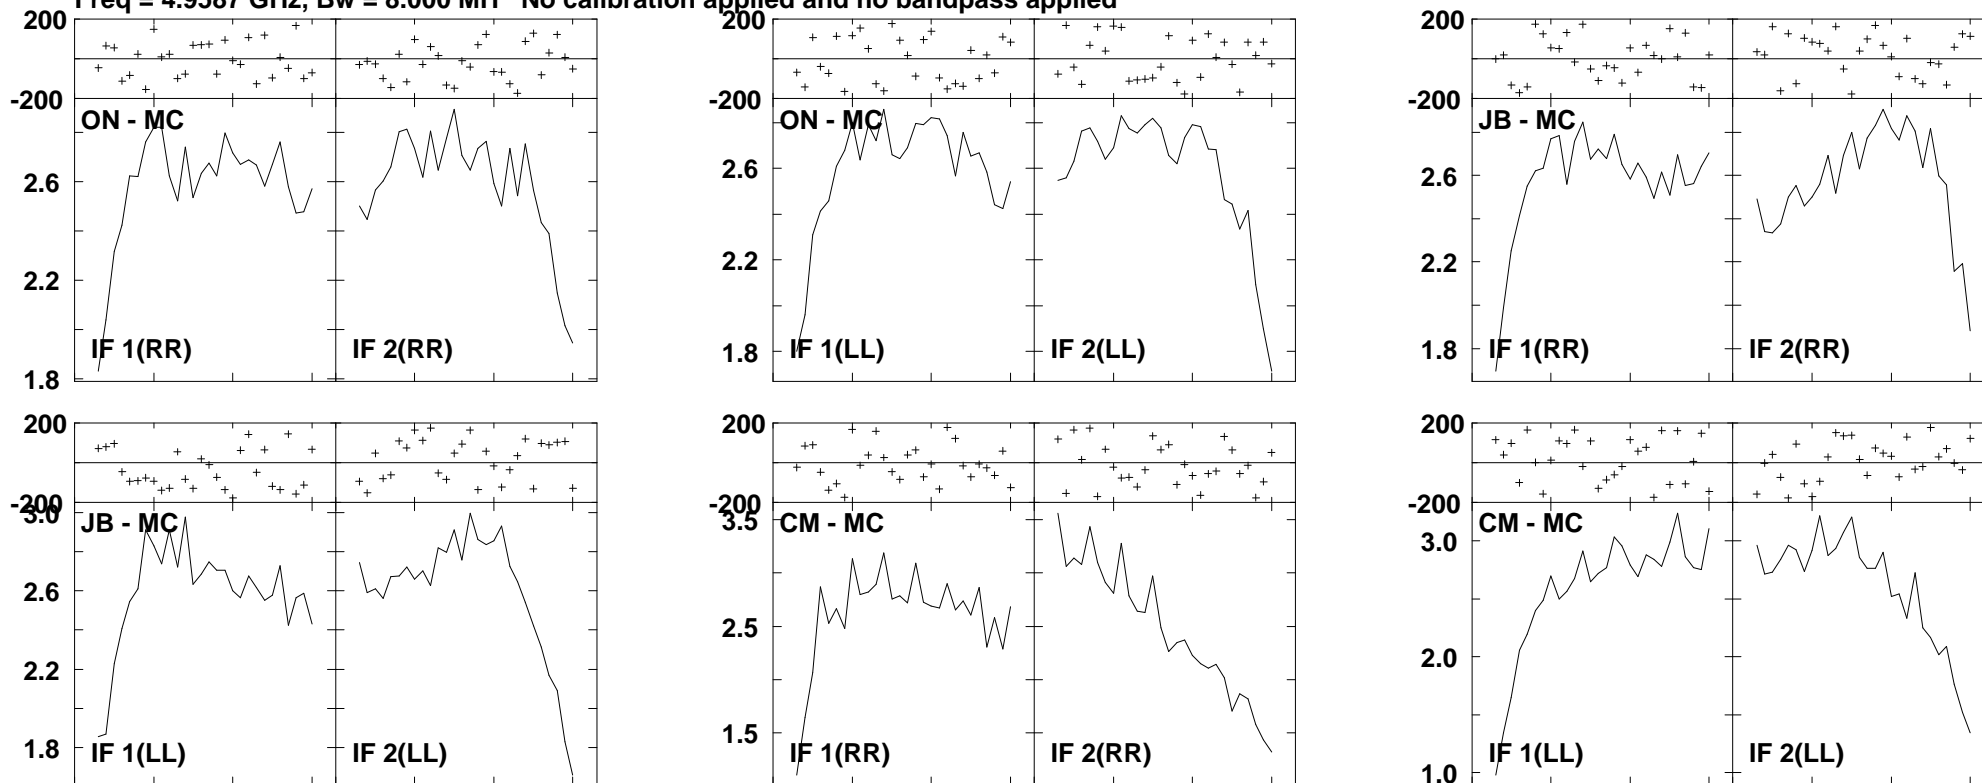 Freq = 4.9587 GHz, Bw = 8.000 MH No calibration applied and no bandpass applied
200
-200
ON - MC
2.6
2.2
1.8
IF 1(RR)
IF 2(RR)
200
-200
ON - MC
2.6
2.2
1.8
IF 1(LL)
IF 2(LL)
200
-200
JB - MC
2.6
2.2
1.8
IF 1(RR)
IF 2(RR)
200
-200
3.0
JB - MC
2.6
2.2
1.8
IF 1(LL)
IF 2(LL)
200
-200
3.5
CM - MC
2.5
1.5
IF 1(RR)
IF 2(RR)
200
-200
CM - MC
3.0
2.0
1.0
IF 1(LL)
IF 2(LL)